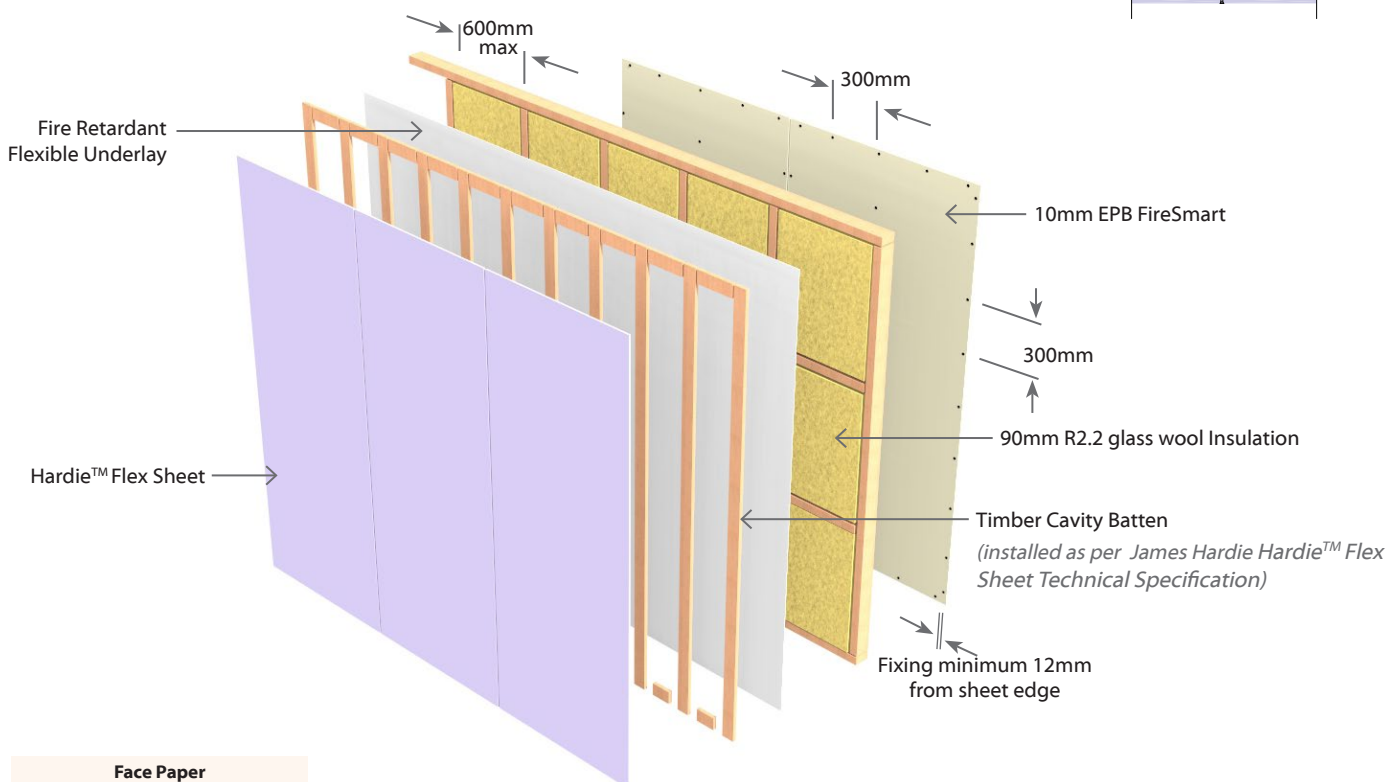 600mm
max
300mm
Fire Retardant
Flexible Underlay
10mm EPB FireSmart
300mm
90mm R2.2 glass wool Insulation
Hardie™ Flex Sheet
Timber Cavity Batten
(installed as per James Hardie Hardie™ Flex
Sheet Technical Specification)
Fixing minimum 12mm
from sheet edge
Face Paper